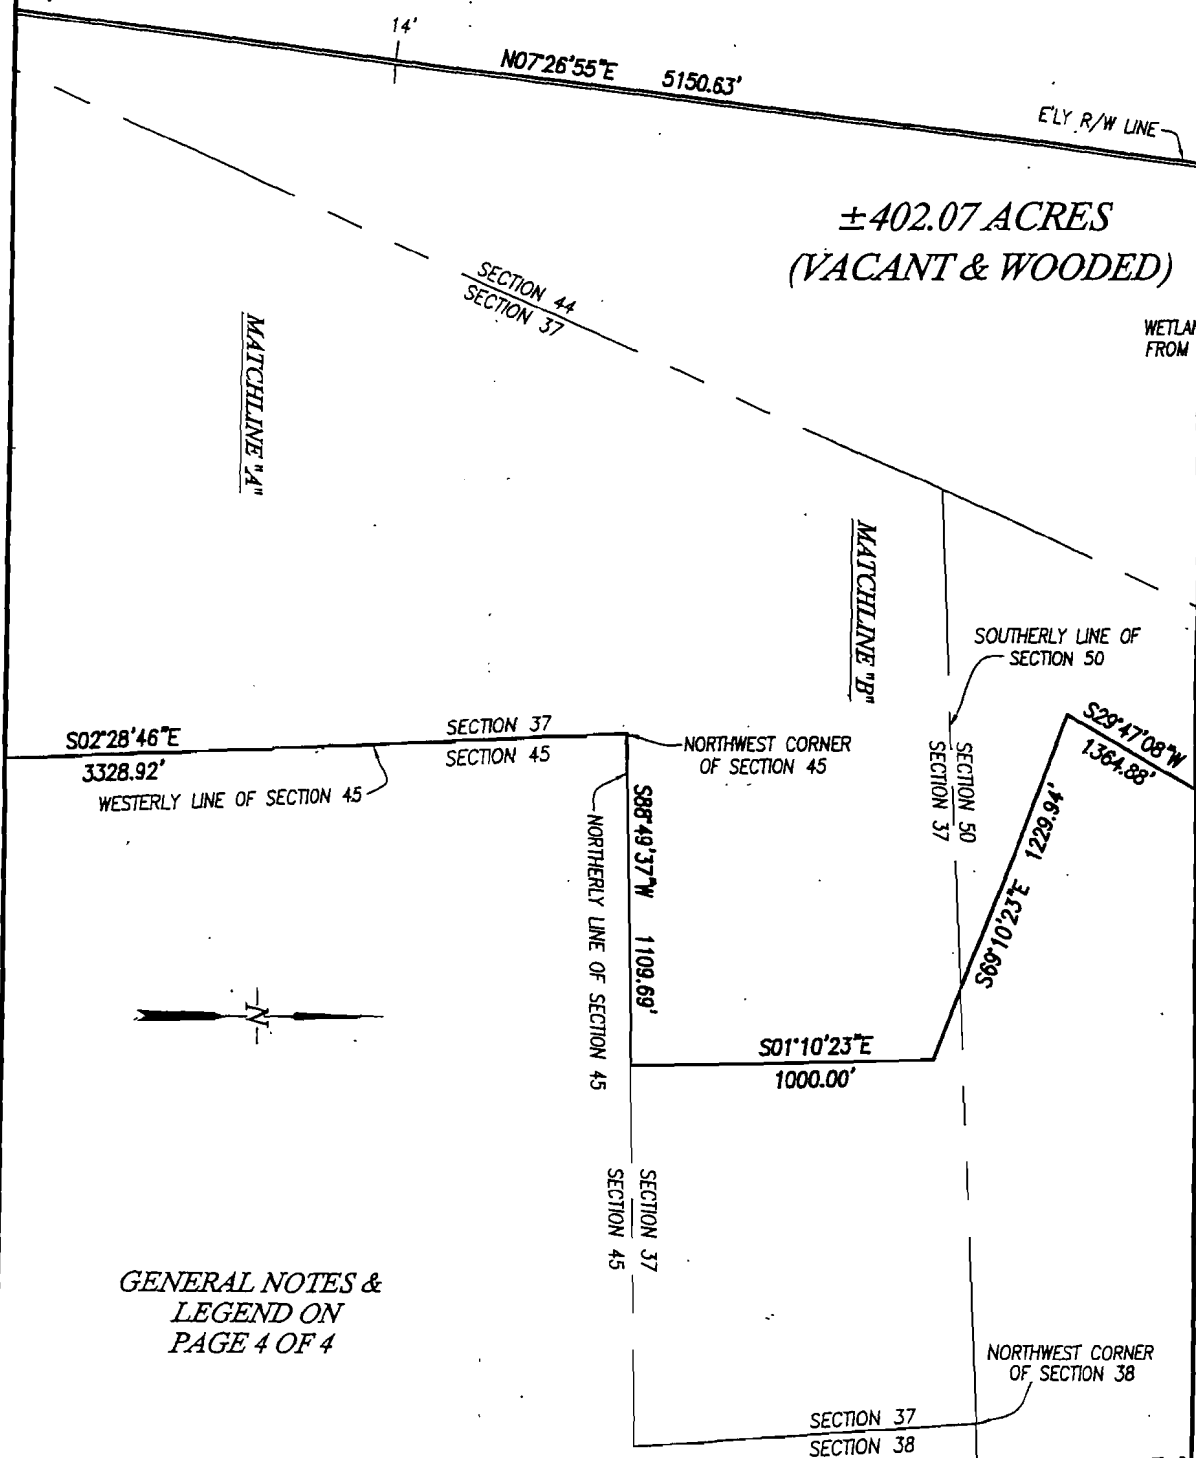 14'
N07°26'55"E 5150.63'
E'LY R/W LINE
±402.07 ACRES
(VACANT & WOODED)
SECTION 44
SECTION 37
FROM
MATCHLINE "A"
MATCHLINE "B"
SOUTHERLY LINE OF
SECTION 50
S29°47'08"W
1364.88'
S02°28'46"E
3328.92'
SECTION 37
SECTION 45
WESTERLY LINE OF SECTION 45
NORTHWEST CORNER
OF SECTION 45
SECTION 50
SECTION 37
S88°49'37"W 1109.69'
NORTHERLY LINE OF SECTION 45
S69°10'23"E 1229.94'
N
S01°10'23"E
1000.00'
SECTION 37
SECTION 45
GENERAL NOTES &
LEGEND ON
PAGE 4 OF 4
NORTHWEST CORNER
OF SECTION 38
SECTION 37
SECTION 38